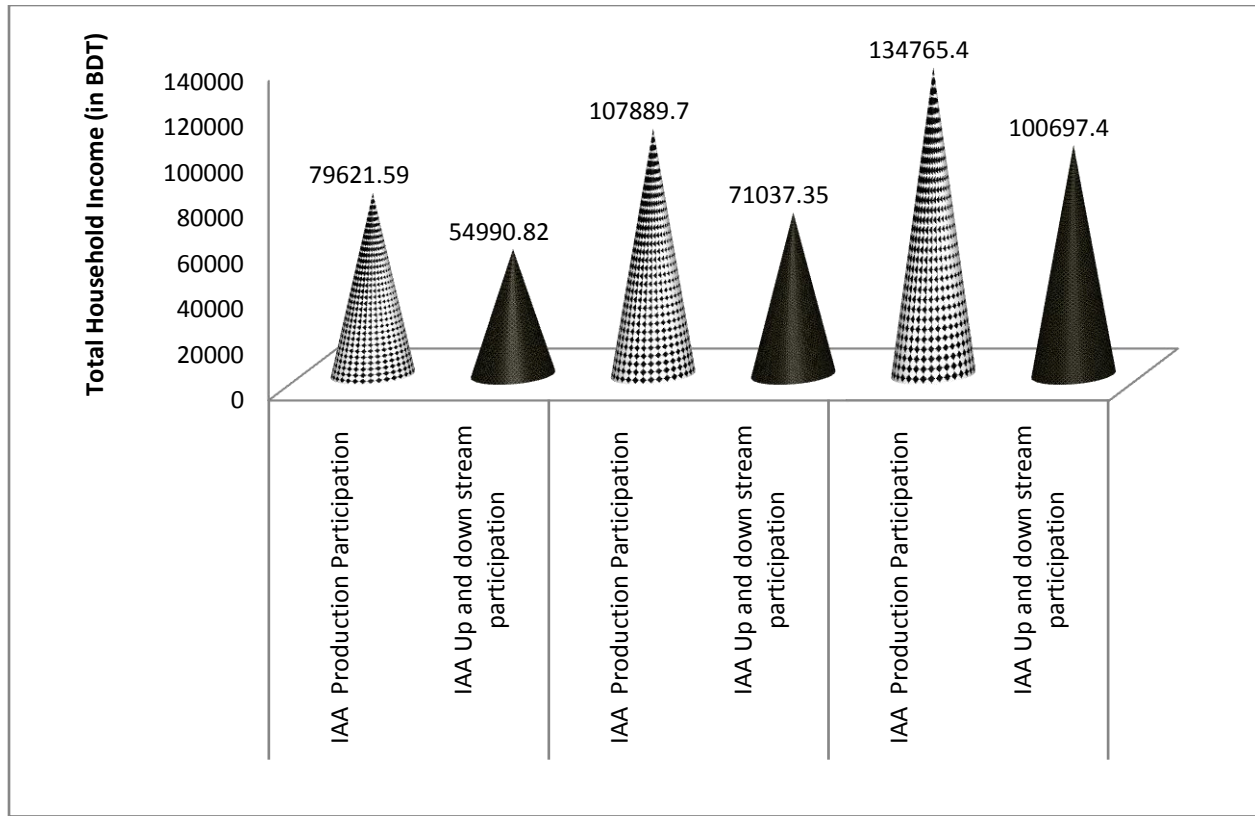 Total Household Income (in BDT)
140000
120000
100000
80000
60000
40000
20000
0
79621.59
54990.82
107889.7
71037.35
134765.4
100697.4
IAA Production Participation
IAA Up and down stream
participation
IAA Production Participation
IAA Up and down stream
participation
IAA Production Participation
IAA Up and down stream
participation